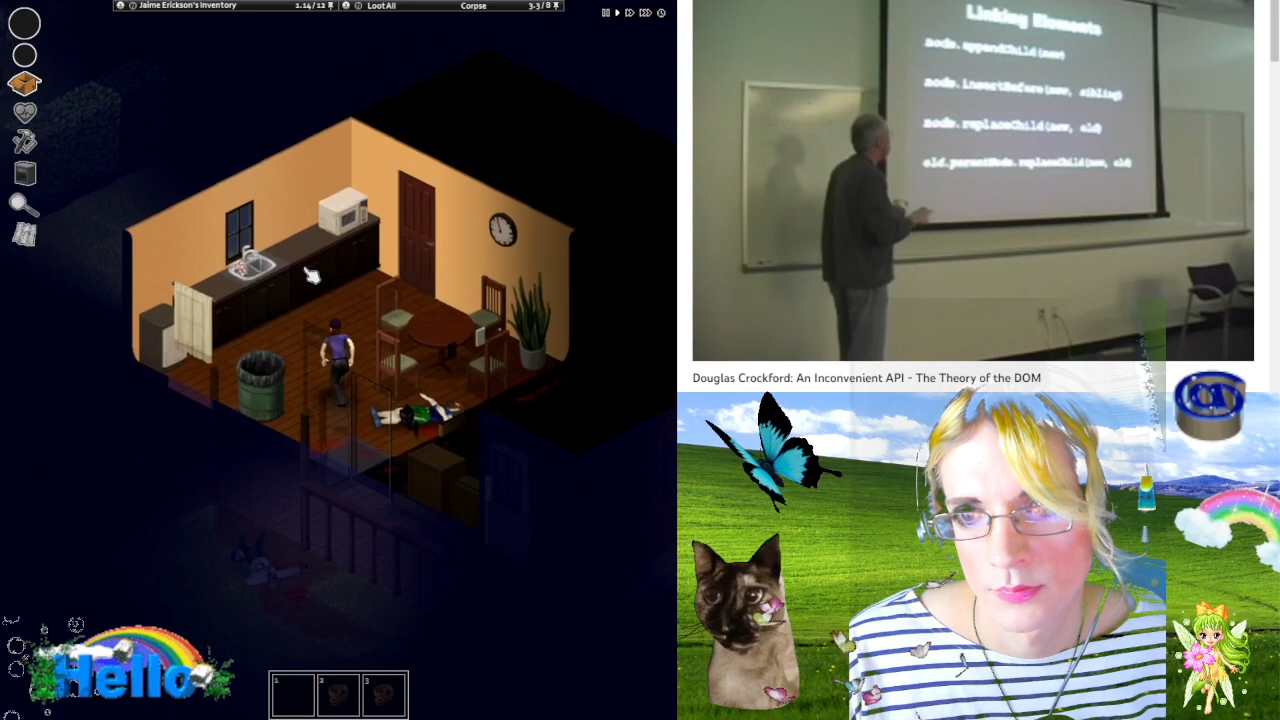 Jaime Erickson's Inventory 1.14 / 12 Loot All Corpse 3.3 / 8
Linking Elements
node.appendChild(new)
node.insertBefore(new, sibling)
node.replaceChild(new, old)
old.parentNode.replaceChild(new, old)
Douglas Crockford: An Inconvenient API - The Theory of the DOM
@
Hello
1 2 3